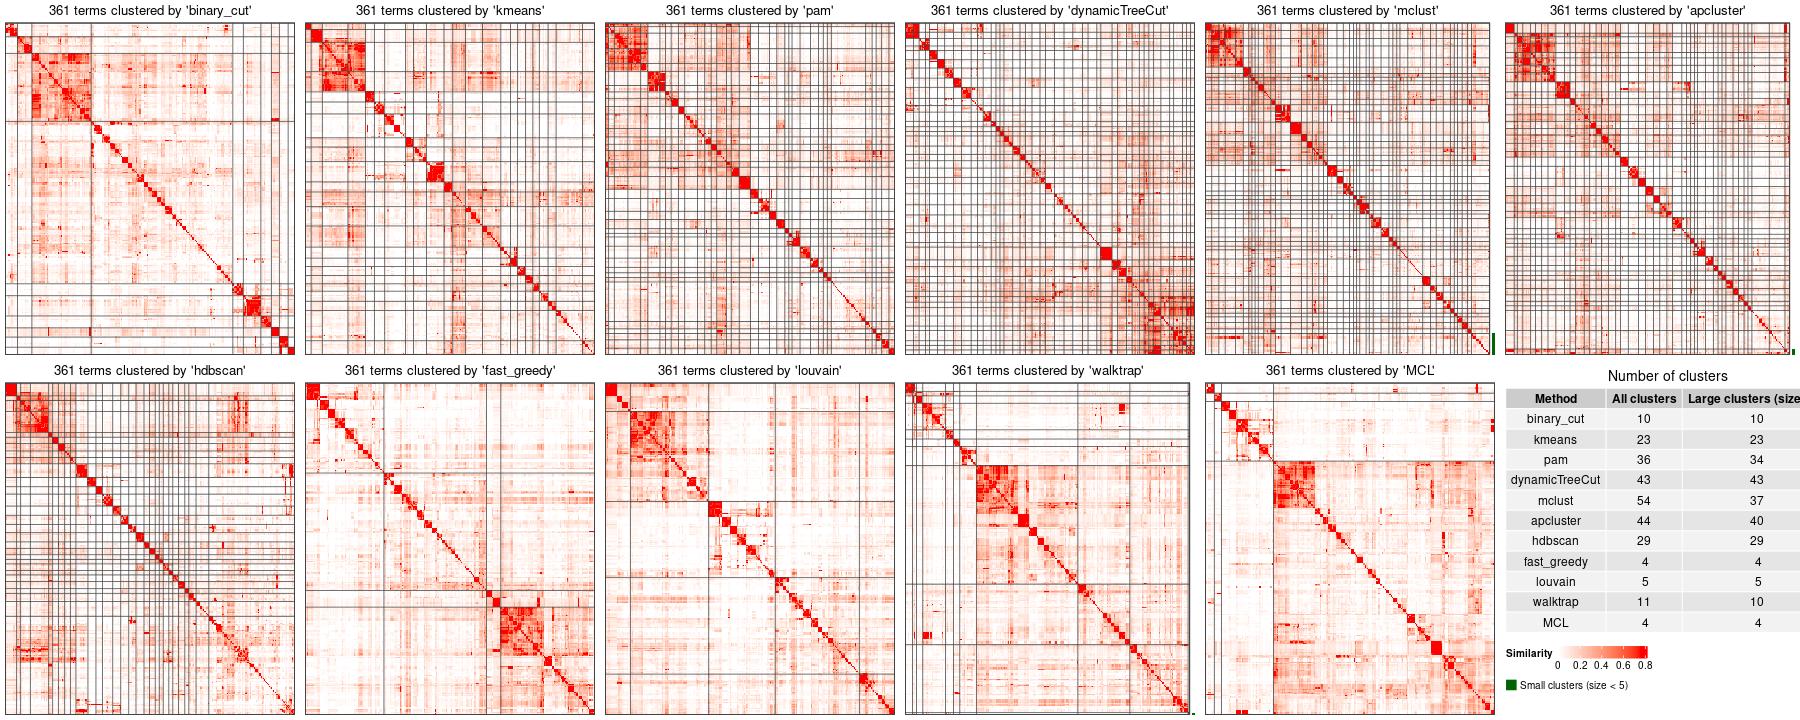 361 terms clustered by 'binary_cut'
361 terms clustered by 'kmeans'
361 terms clustered by 'pam'
361 terms clustered by 'dynamicTreeCut'
361 terms clustered by 'mclust'
361 terms clustered by 'apcluster'
361 terms clustered by 'hdbscan'
361 terms clustered by 'fast_greedy'
361 terms clustered by 'louvain'
361 terms clustered by 'walktrap'
361 terms clustered by 'MCL'
Number of clusters
Method All clusters Large clusters (size
binary_cut 10 10
kmeans 23 23
pam 36 34
dynamicTreeCut 43 43
mclust 54 37
apcluster 44 40
hdbscan 29 29
fast_greedy 4 4
louvain 5 5
walktrap 11 10
MCL 4 4
Similarity
0 0.2 0.4 0.6 0.8
Small clusters (size < 5)